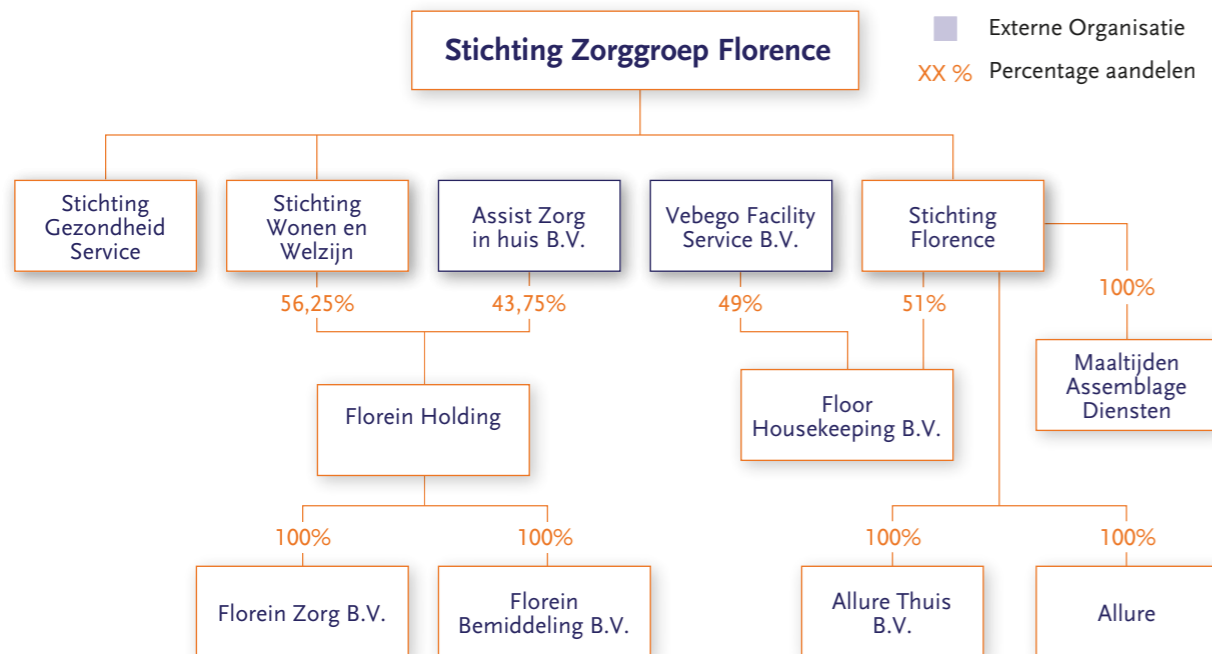 Stichting Zorggroep Florence
Externe Organisatie
XX % Percentage aandelen
Stichting
Gezondheid
Service
Stichting
Wonen en
Welzijn
Assist Zorg
in huis B.V.
Vebego Facility
Service B.V.
Stichting
Florence
56,25%
43,75%
49%
51%
100%
Florein Holding
Floor
Housekeeping B.V.
Maaltijden
Assemblage
Diensten
100%
100%
100%
100%
Florein Zorg B.V.
Florein
Bemiddeling B.V.
Allure Thuis
B.V.
Allure